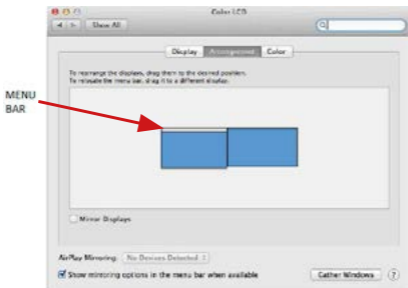 Color LCD
Show All
Display Arrangement Color
To rearrange the displays, drag them to the desired position.
To relocate the menu bar, drag it to a different display.
MENU
BAR
Mirror Displays
AirPlay Mirroring: No Devices Detected
Show mirroring options in the menu bar when available
Gather Windows ?